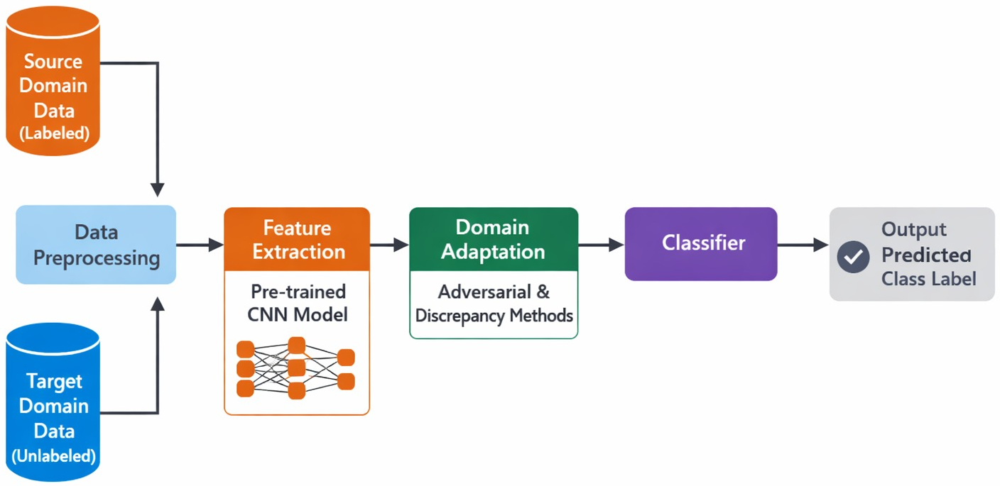 Source
Domain
Data
(Labeled)
Data
Preprocessing
Feature
Extraction
Pre-trained
CNN Model
Domain
Adaptation
Adversarial &
Discrepancy Methods
Classifier
Output
Predicted
Class Label
Target
Domain
Data
(Unlabeled)